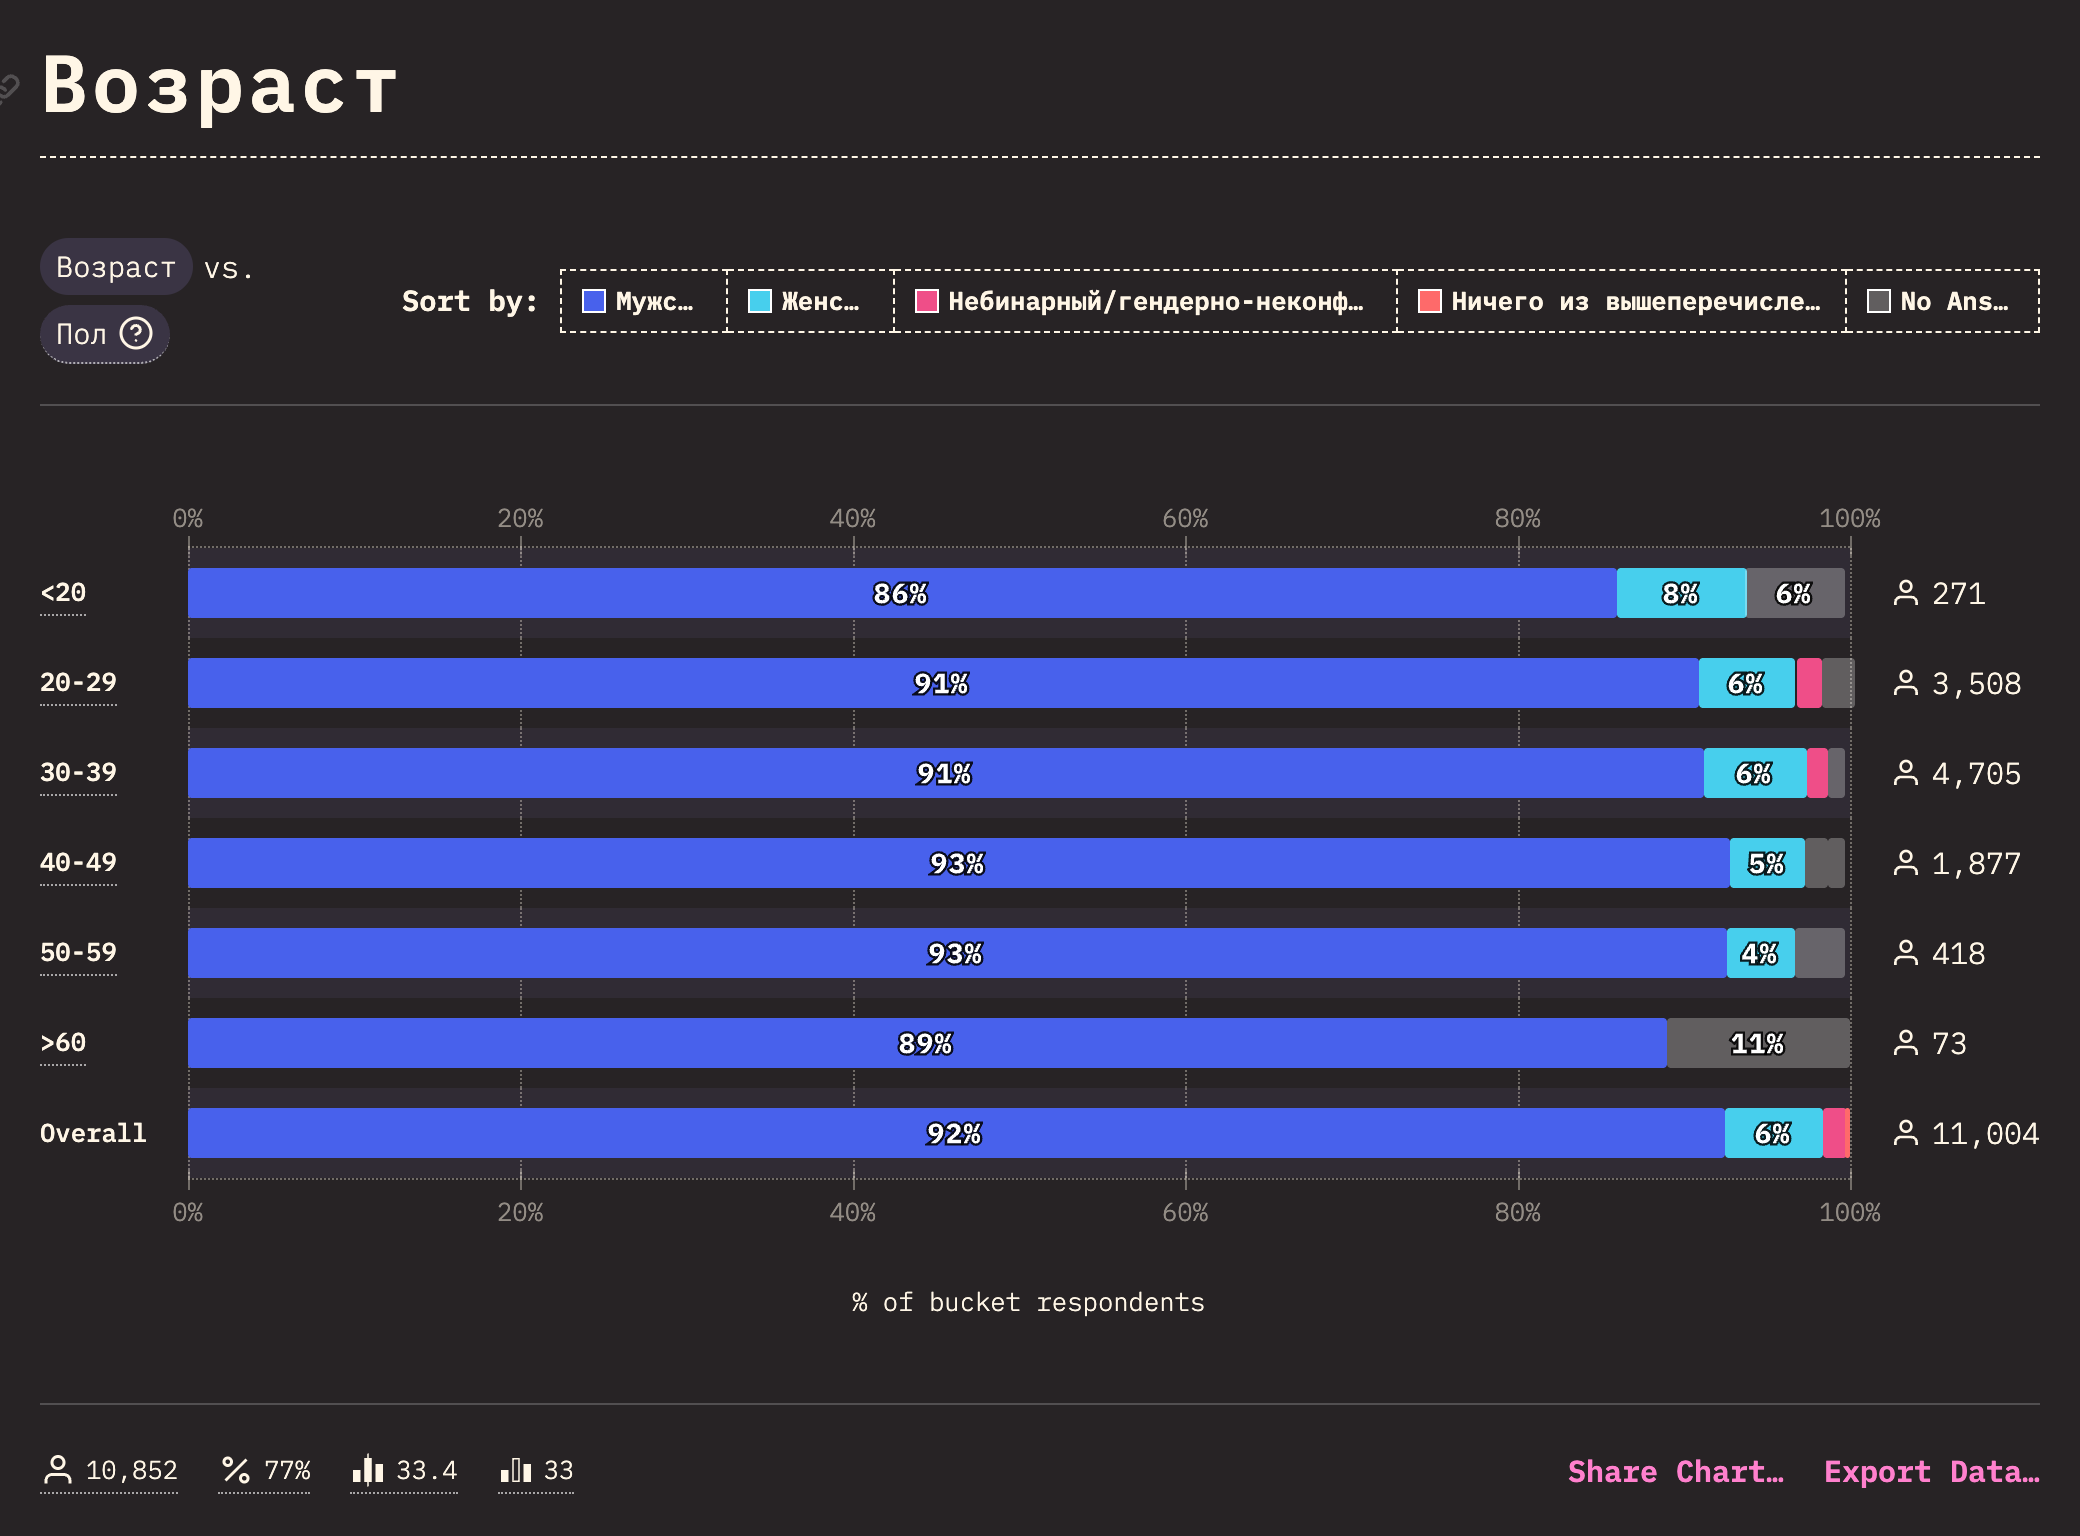 Возраст
Возраст vs.
Пол
Sort by: Мужс… Женс… Небинарный/гендерно-неконф… Ничего из вышеперечисле… No Ans…
0% 20% 40% 60% 80% 100%
<20 86% 8% 6% 271
20-29 91% 6% 3,508
30-39 91% 6% 4,705
40-49 93% 5% 1,877
50-59 93% 4% 418
>60 89% 11% 73
Overall 92% 6% 11,004
0% 20% 40% 60% 80% 100%
% of bucket respondents
10,852 77% 33.4 33 Share Chart… Export Data…